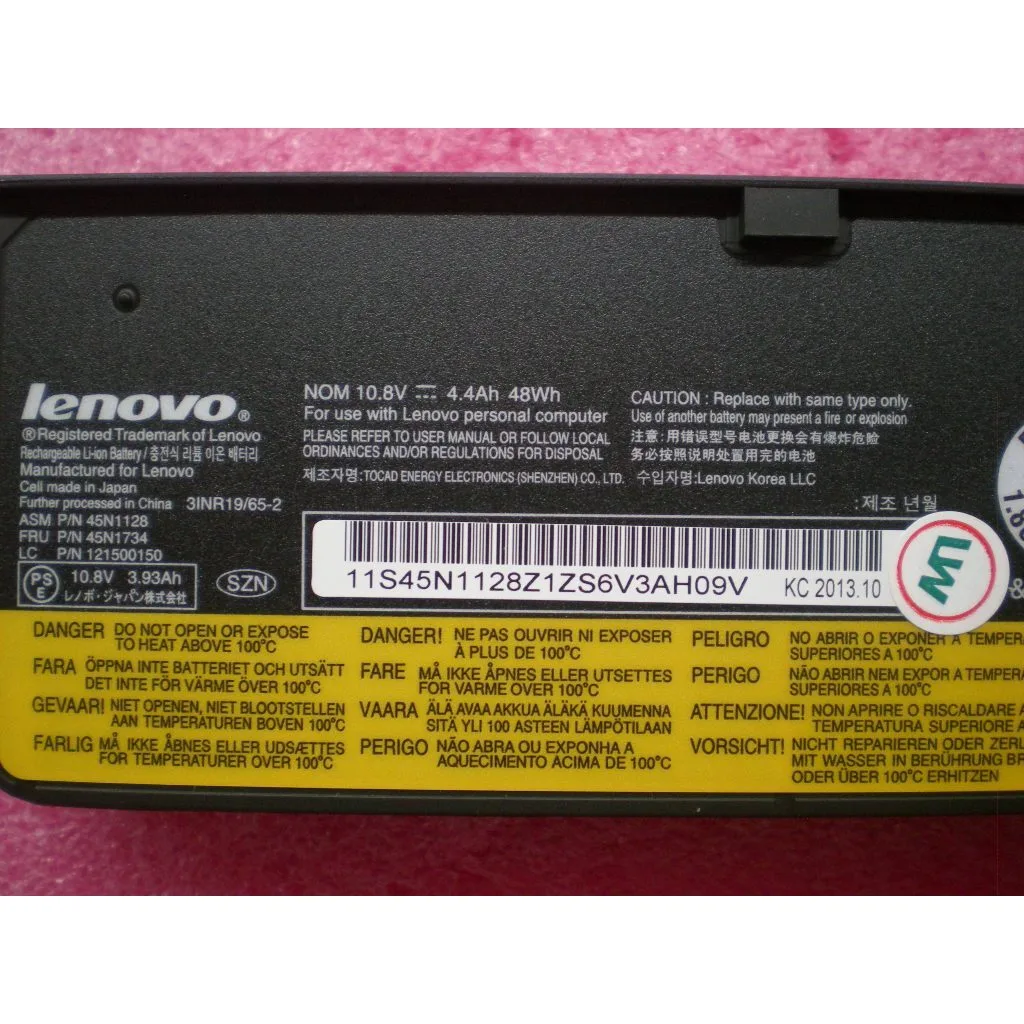 lenovo®
®Registered Trademark of Lenovo
Rechargeable Li-ion Battery / 충전식 리튬 이온 배터리
Manufactured for Lenovo
Cell made in Japan
Further processed in China 3INR19/65-2
ASM P/N 45N1128
FRU P/N 45N1734
LC P/N 121500150
PS E 10.8V 3.93Ah
レノボ・ジャパン株式会社
SZN
NOM 10.8V ⎓ 4.4Ah 48Wh
For use with Lenovo personal computer
PLEASE REFER TO USER MANUAL OR FOLLOW LOCAL
ORDINANCES AND/OR REGULATIONS FOR DISPOSAL
제조자명:TOCAD ENERGY ELECTRONICS (SHENZHEN) CO., LTD. 수입자명:Lenovo Korea LLC
CAUTION : Replace with same type only.
Use of another battery may present a fire or explosion
注意: 用错误型号电池更换会有爆炸危险
务必按照说明处置用完的电池
:제조 년월
11S45N1128Z1ZS6V3AH09V KC 2013.10
&
DANGER DO NOT OPEN OR EXPOSE
TO HEAT ABOVE 100°C
FARA ÖPPNA INTE BATTERIET OCH UTSÄTT
DET INTE FÖR VÄRME ÖVER 100°C
GEVAAR! NIET OPENEN, NIET BLOOTSTELLEN
AAN TEMPERATUREN BOVEN 100°C
FARLIG MÅ IKKE ÅBNES ELLER UDSÆTTES
FOR TEMPERATURER OVER 100°C
DANGER! NE PAS OUVRIR NI EXPOSER
À PLUS DE 100°C
FARE MÅ IKKE ÅPNES ELLER UTSETTES
FOR VARME OVER 100°C
VAARA ÄLÄ AVAA AKKUA ÄLÄKÄ KUUMENNA
SITÄ YLI 100 ASTEEN LÄMPÖTILAAN
PERIGO NÃO ABRA OU EXPONHA A
AQUECIMENTO ACIMA DE 100°C
PELIGRO NO ABRIR O EXPONER A TEMPER
SUPERIORES A 100°C
PERIGO NÃO ABRIR NEM EXPOR A TEMPERA
SUPERIORES A 100°C
ATTENZIONE! NON APRIRE O RISCALDARE A
TEMPERATURA SUPERIORE A
VORSICHT! NICHT REPARIEREN ODER ZERL
MIT WASSER IN BERÜHRUNG BR
ODER ÜBER 100°C ERHITZEN